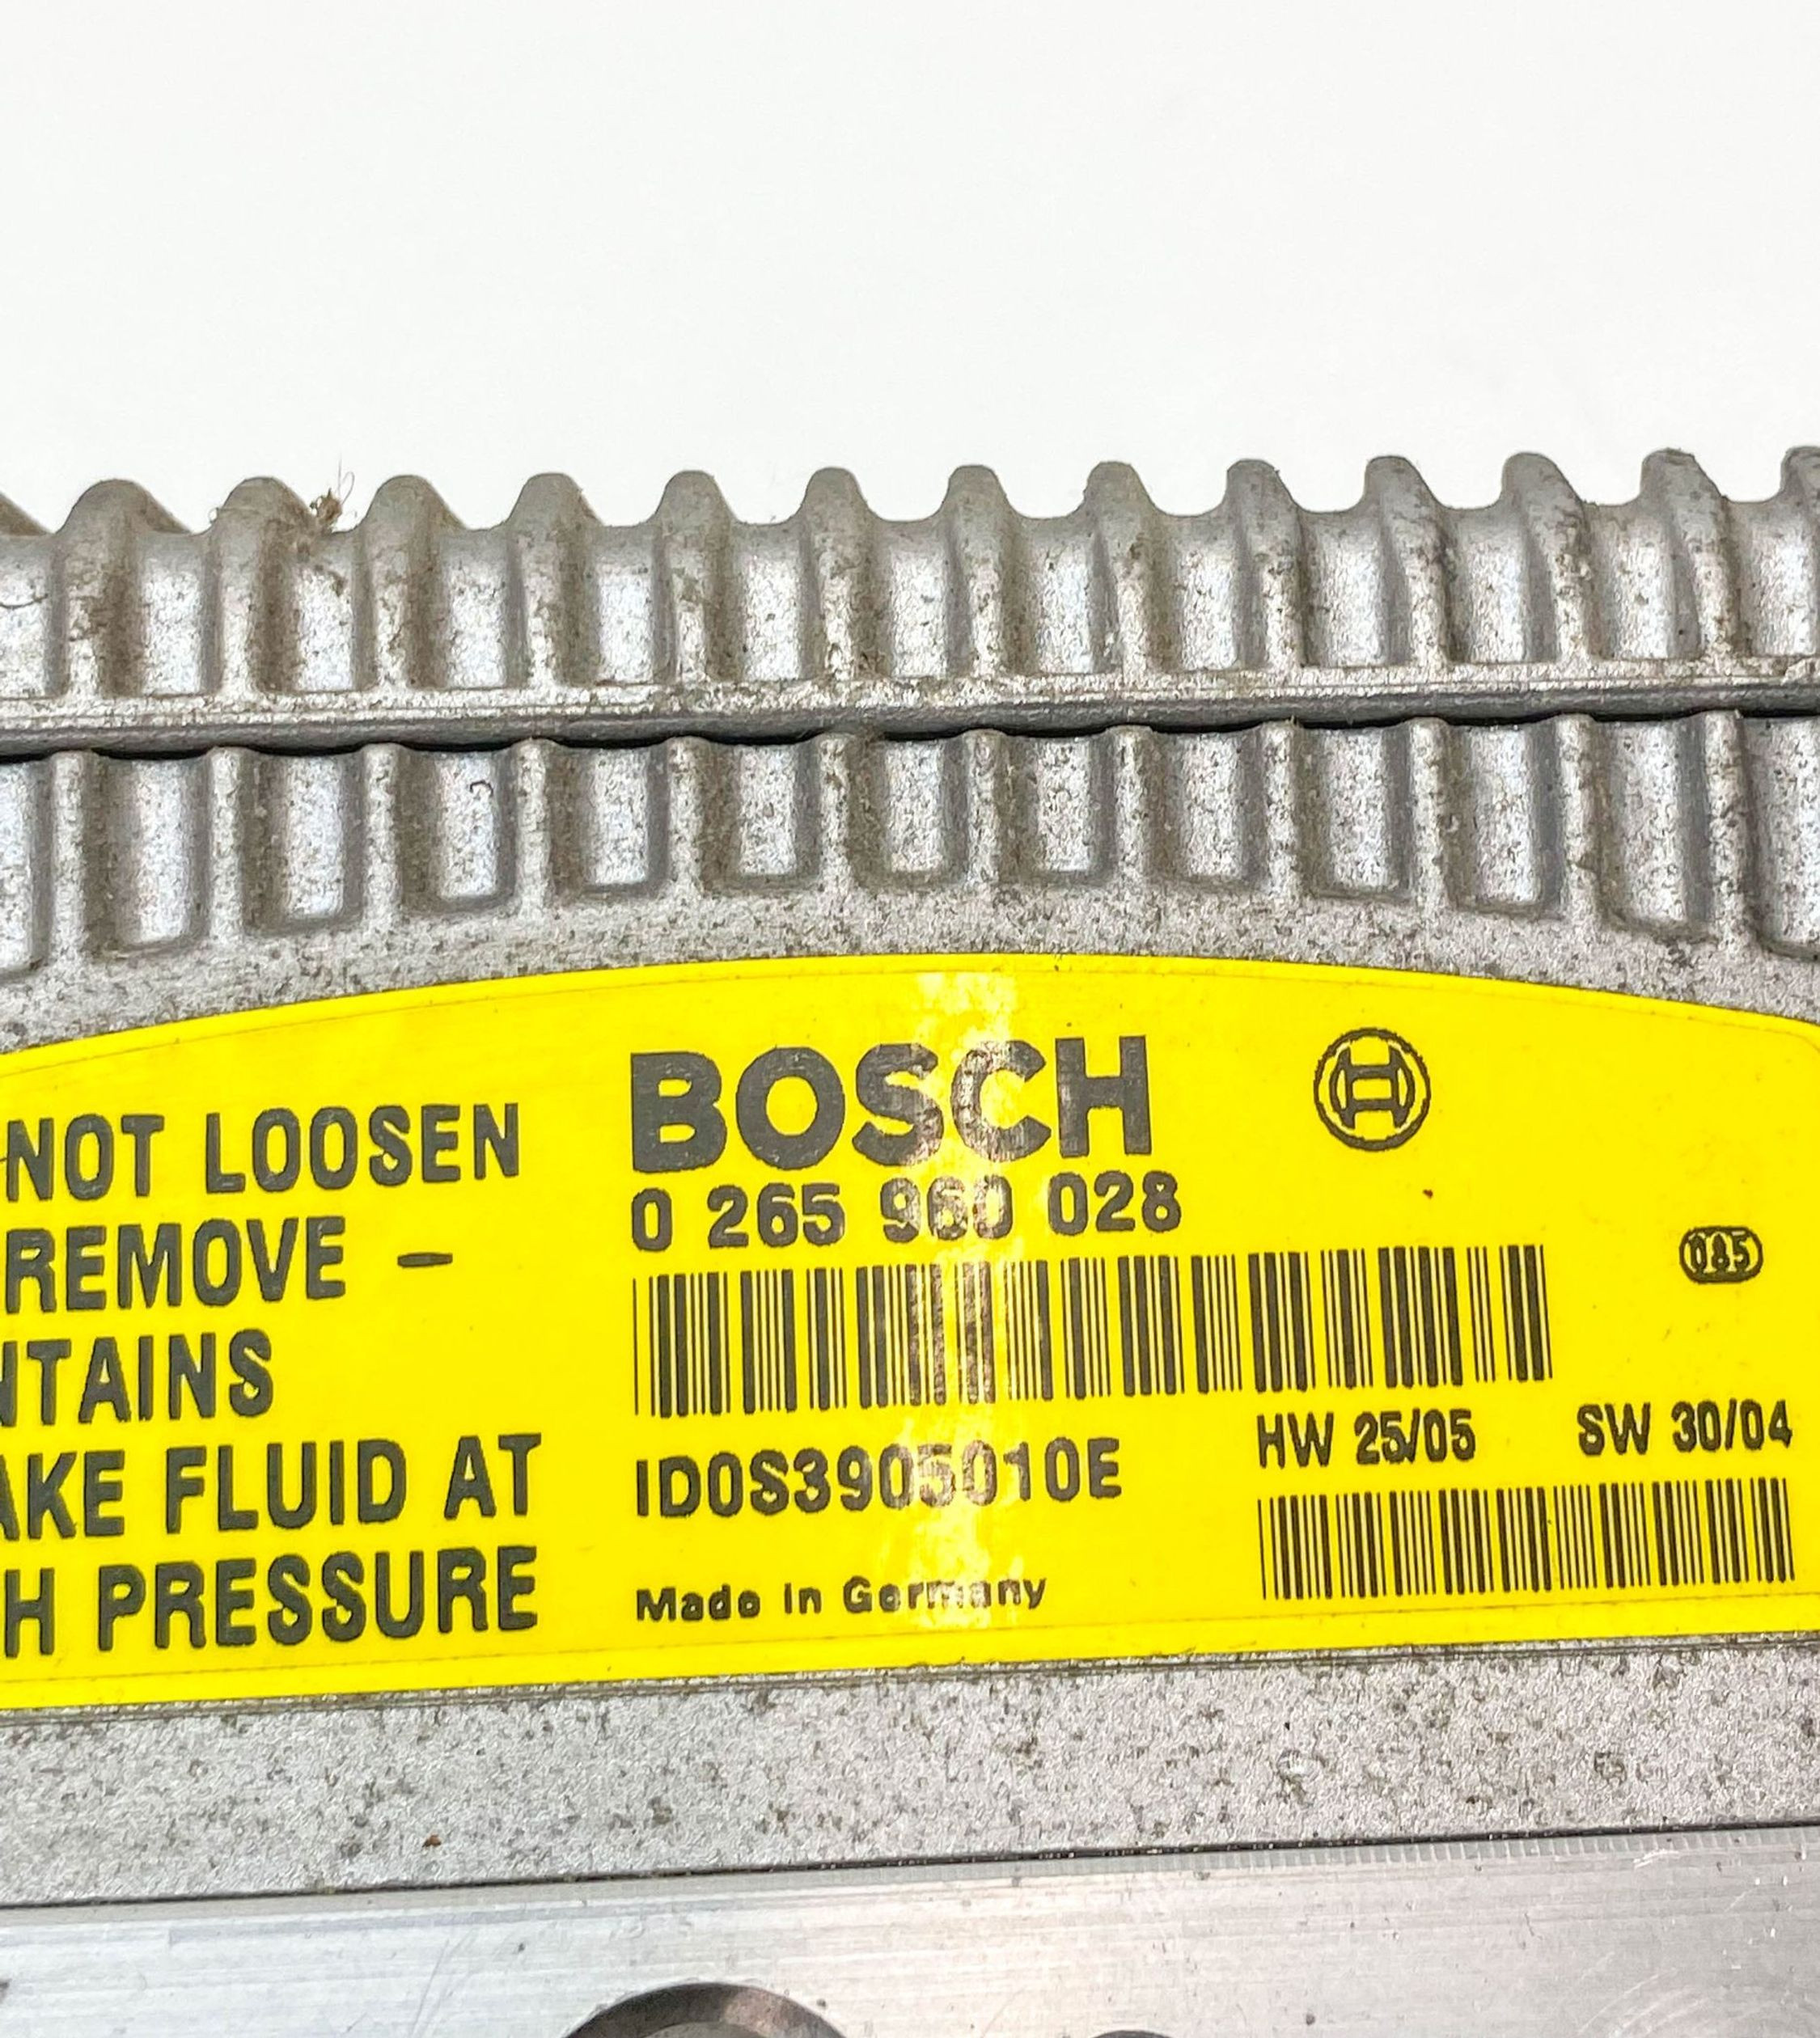 NOT LOOSEN
REMOVE –
NTAINS
AKE FLUID AT
H PRESSURE
BOSCH
0 265 960 028
085
ID0S3905010E
HW 25/05 SW 30/04
Made in Germany